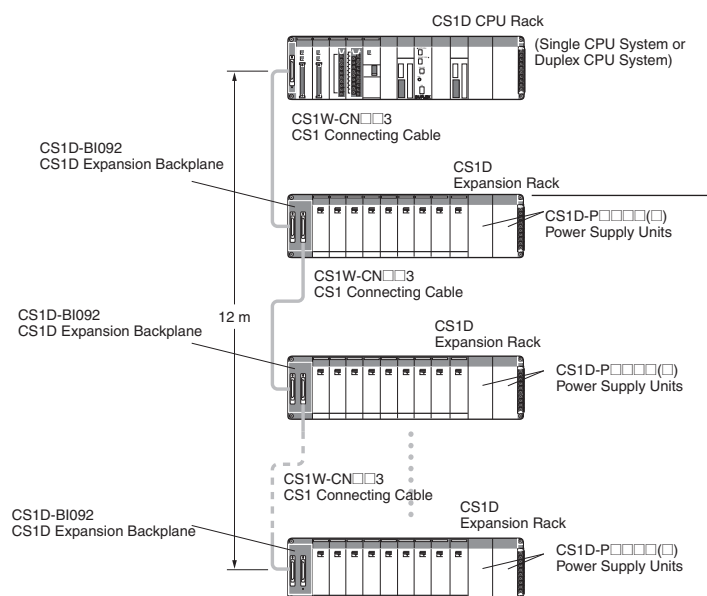 CS1D CPU Rack
(Single CPU System or
Duplex CPU System)
CS1W-CN□□3
CS1 Connecting Cable
CS1D-BI092
CS1D Expansion Backplane
CS1D
Expansion Rack
CS1D-P□□□□(□)
Power Supply Units
CS1W-CN□□3
CS1 Connecting Cable
CS1D-BI092
CS1D Expansion Backplane
12 m
CS1D
Expansion Rack
CS1D-P□□□□(□)
Power Supply Units
CS1W-CN□□3
CS1 Connecting Cable
CS1D-BI092
CS1D Expansion Backplane
CS1D
Expansion Rack
CS1D-P□□□□(□)
Power Supply Units